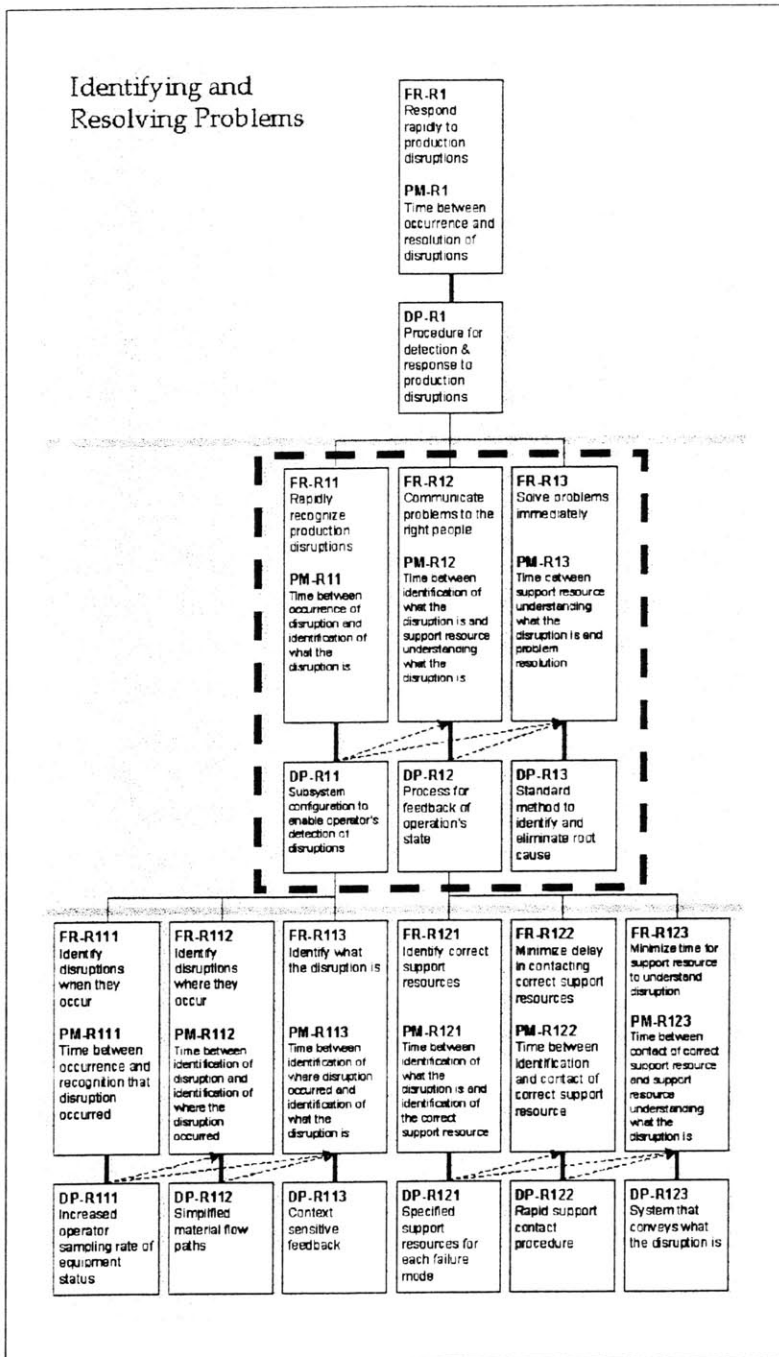 Identifying and
Resolving Problems
FR-R1
Respond
rapidly to
production
disruptions
PM-R1
Time between
occurrence and
resolution of
disruptions
DP-R1
Procedure for
detection &
response to
production
disruptions
FR-R11
Rapidly
recognize
production
disruptions
PM-R11
Time between
occurrence of
disruption and
identification of
what the
disruption is
FR-R12
Communicate
problems to the
right people
PM-R12
Time between
identification of
what the
disruption is and
support resource
understanding
what the
disruption is
FR-R13
Solve problems
immediately
PM-R13
Time between
support resource
understanding
what the
disruption is and
problem
resolution
DP-R11
Subsystem
configuration to
enable operator's
detection of
disruptions
DP-R12
Process for
feedback of
operation's
state
DP-R13
Standard
method to
identify and
eliminate root
cause
FR-R111
Identify
disruptions
when they
occur
PM-R111
Time between
occurrence and
recognition that
disruption
occurred
FR-R112
Identify
disruptions
where they
occur
PM-R112
Time between
identification of
disruption and
identification of
where the
disruption
occurred
FR-R113
Identify what
the disruption is
PM-R113
Time between
identification of
where disruption
occurred and
identification of
what the
disruption is
FR-R121
Identify correct
support
resources
PM-R121
Time between
identification of
what the
disruption is and
identification of
the correct
support resource
FR-R122
Minimize delay
in contacting
correct support
resources
PM-R122
Time between
identification
and contact of
correct support
resource
FR-R123
Minimize time for
support resource
to understand
disruption
PM-R123
Time between
contact of correct
support resource
and support
resource
understanding
what the
disruption is
DP-R111
Increased
operator
sampling rate of
equipment
status
DP-R112
Simplified
material flow
paths
DP-R113
Context
sensitive
feedback
DP-R121
Specified
support
resources for
each failure
mode
DP-R122
Rapid support
contact
procedure
DP-R123
System that
conveys what
the disruption is